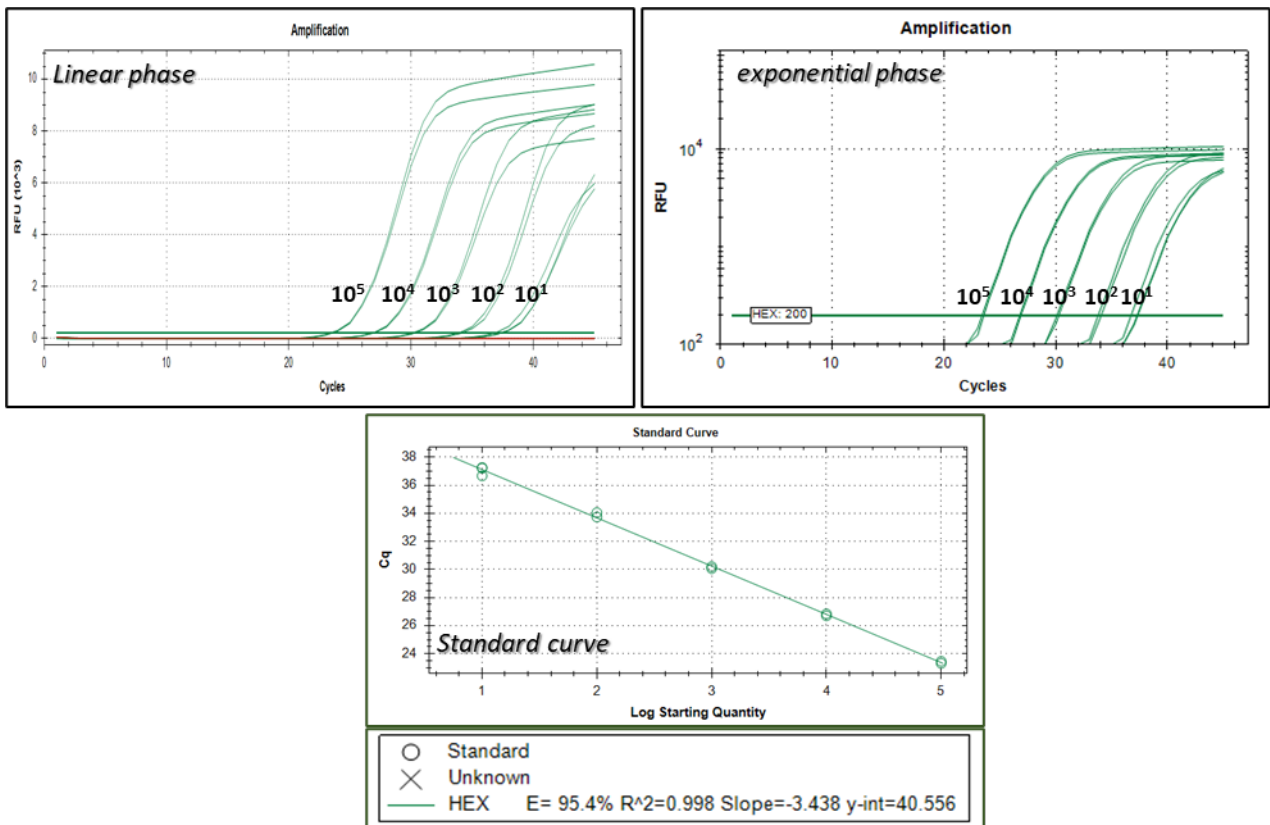 Amplification
Linear phase
10
8
6
4
2
0
RFU (10^3)
10⁵ 10⁴ 10³ 10² 10¹
0 10 20 30 40
Cycles
Amplification
exponential phase
10⁴
10²
RFU
10⁵ 10⁴ 10³ 10² 10¹
HEX: 200
0 10 20 30 40
Cycles
Standard Curve
38
36
34
32
30
28
26
24
Cq
Standard curve
1 2 3 4 5
Log Starting Quantity
Standard
Unknown
HEX E= 95.4% R^2=0.998 Slope=-3.438 y-int=40.556